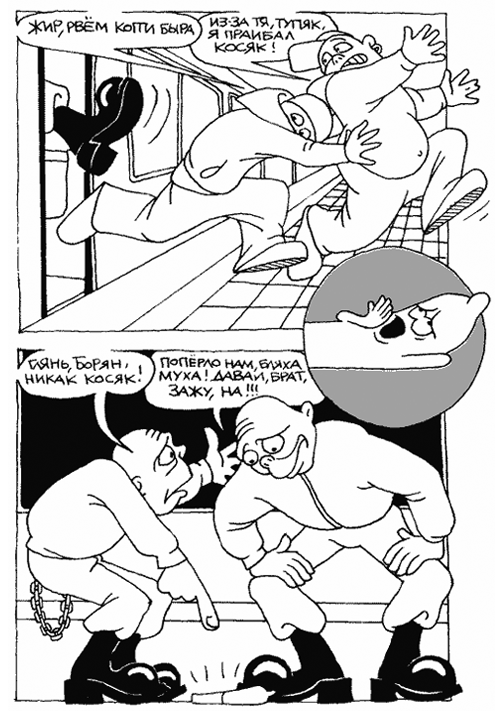 ЖИР, РВЁМ КОГТИ БЫРА
ИЗ-ЗА ТЯ, ТУПЯК,
Я ПРАИБАЛ
КОСЯК!
ГЛЯНЬ, БОРЯН,
НИКАК КОСЯК!
ПОПЁРЛО НАМ, БЛЯХА
МУХА! ДАВАЙ, БРАТ,
ЗАЖУ, НА!!!